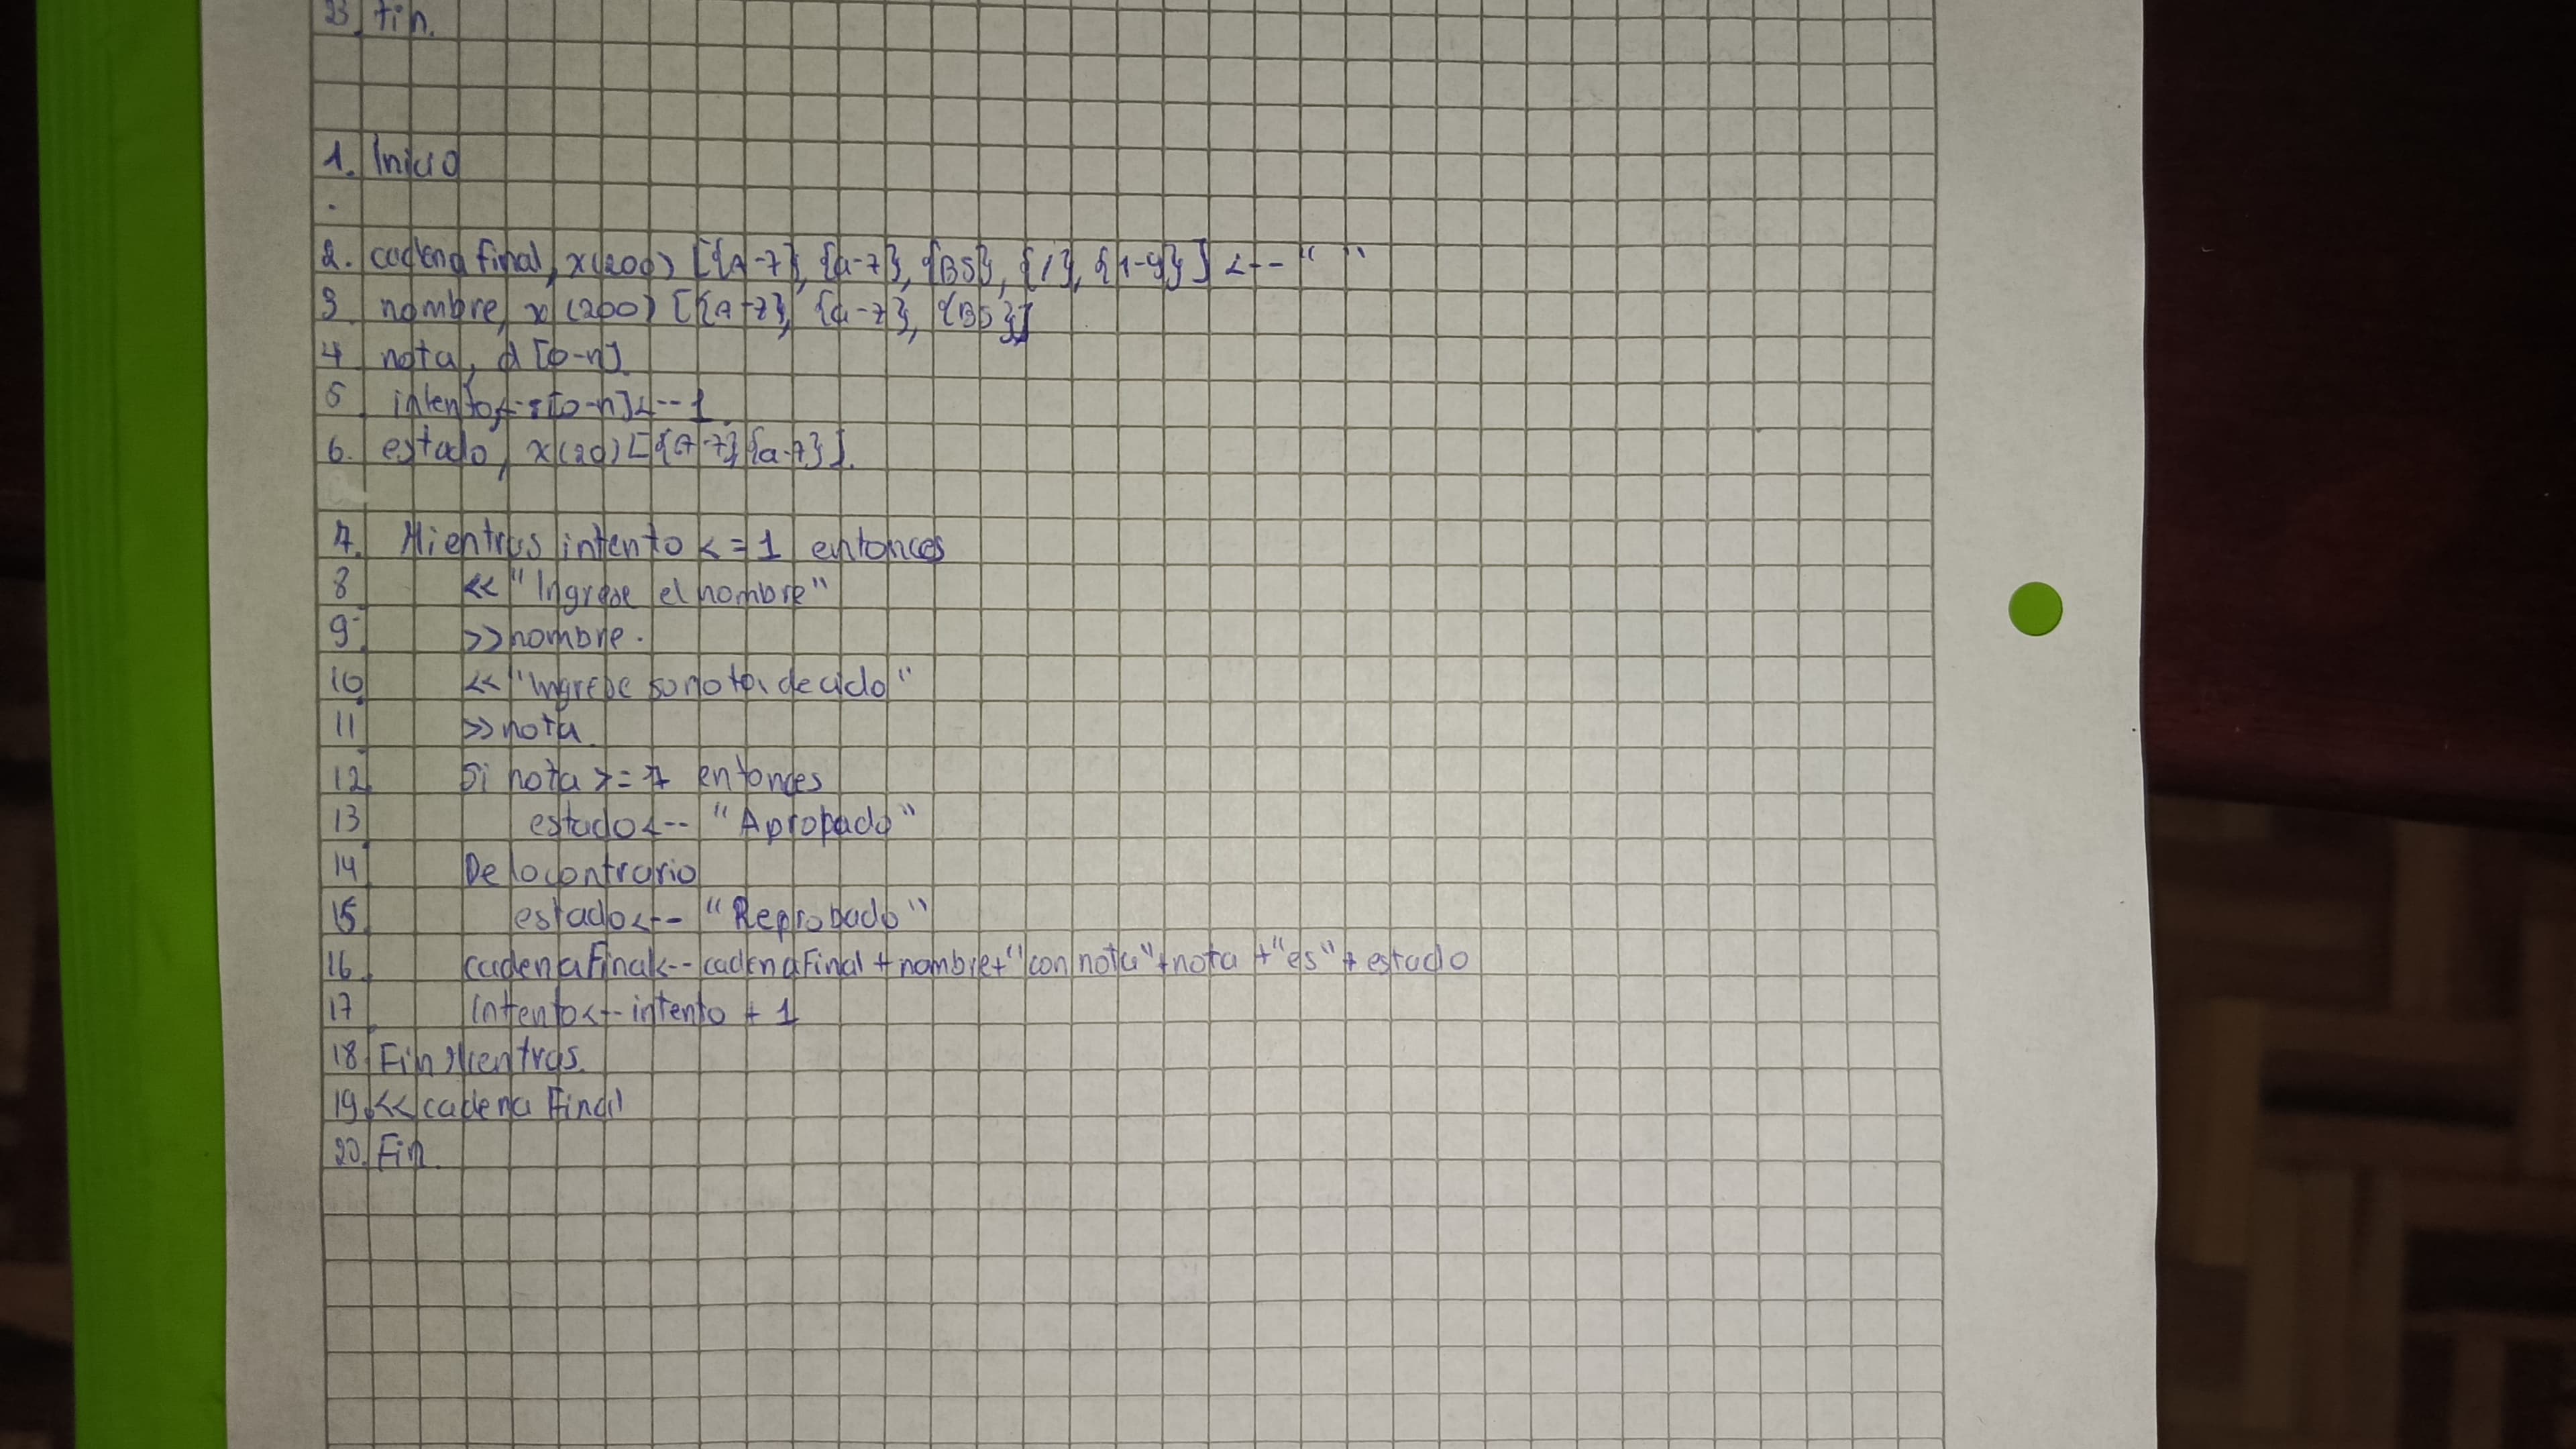 23. fin.
1. Inicio
2. cadena final, x(200) [{A-z}, {a-z}, {BS}, {/}, {1-9}] <-- " "
3 nombre, x (200) [{A-z}, {a-z}, {BS}]
4 nota, d [0-n]
5 intento, [0-n] <-- 1
6. estado, x(20) [{A-z}{a-z}].
7. Mientras intento <= 1 entonces
8 << "Ingrese el nombre"
9. >> nombre.
10 << "Ingrese su nota de ciclo"
11 >> nota
12 Si nota >= 7 entonces
13 estado <-- "Aprobado"
14 De lo contrario
15 estado <-- "Reprobado"
16. cadenaFinal <-- cadenaFinal + nombre + "con nota" + nota + "es" + estado
17 intento <-- intento + 1
18. Fin Mientras.
19. << cadena Final
20. Fin.